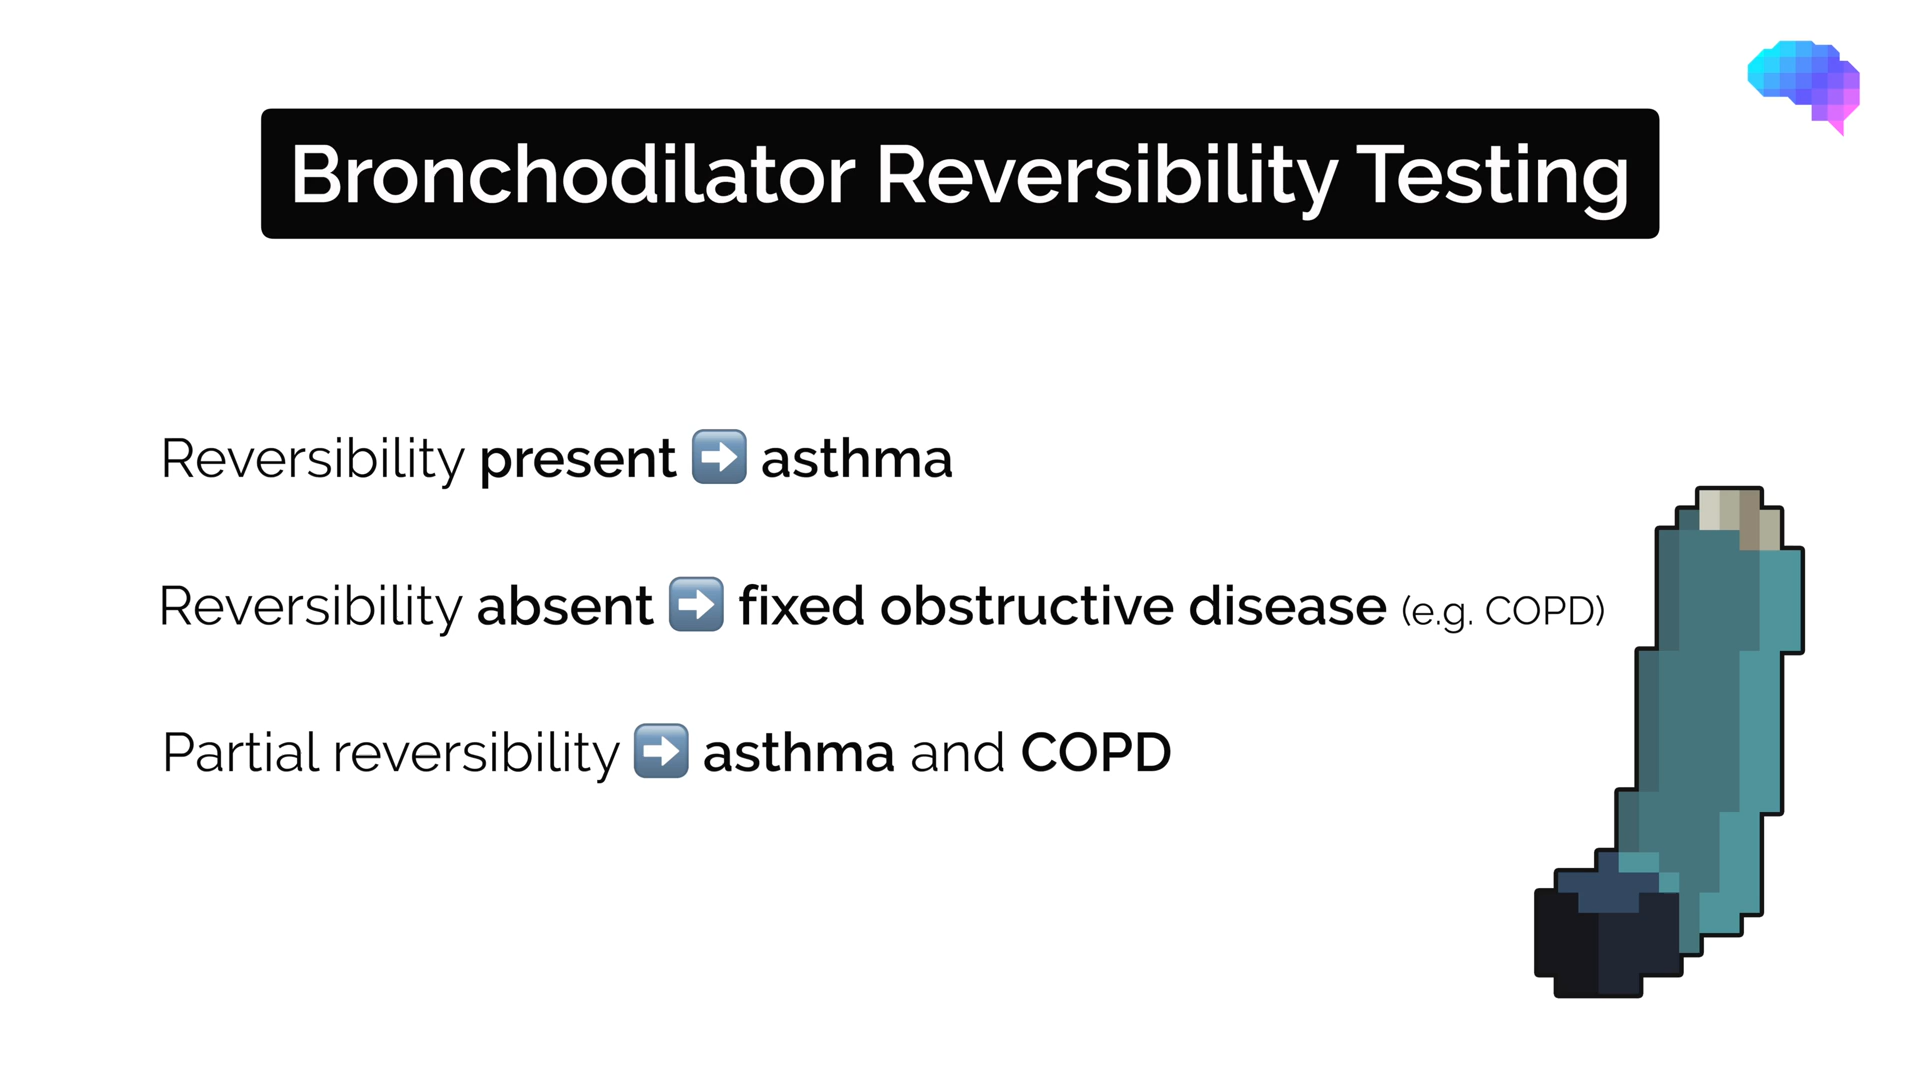 Bronchodilator Reversibility Testing
Reversibility present ➡️ asthma
Reversibility absent ➡️ fixed obstructive disease (e.g. COPD)
Partial reversibility ➡️ asthma and COPD